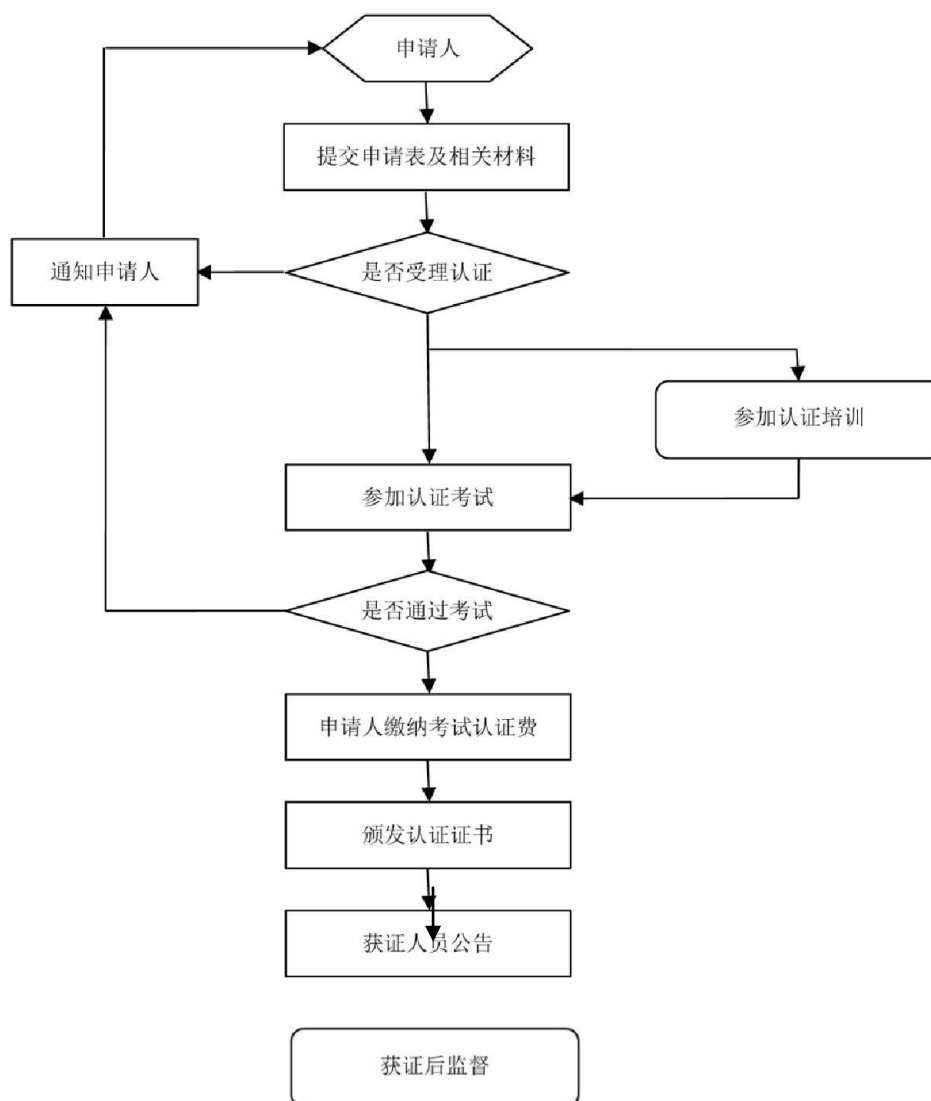 申请人
提交申请表及相关材料
是否受理认证
通知申请人
参加认证培训
参加认证考试
是否通过考试
申请人缴纳考试认证费
颁发认证证书
获证人员公告
获证后监督